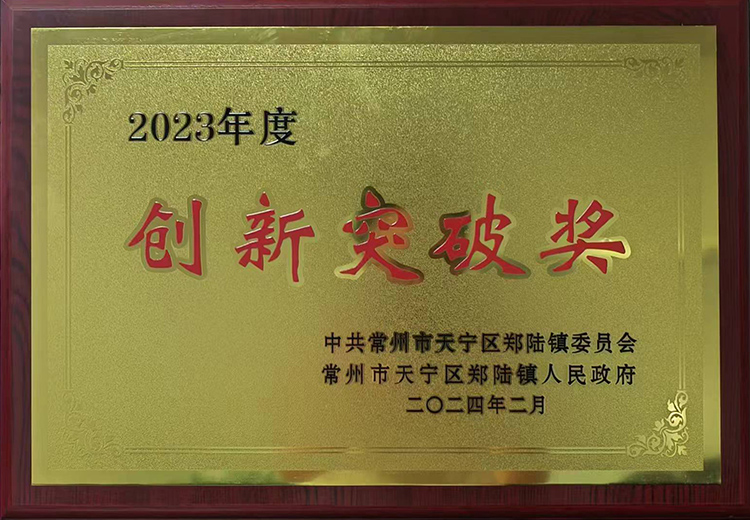 2023年度
创新突破奖
中共常州市天宁区郑陆镇委员会
常州市天宁区郑陆镇人民政府
二〇二四年二月